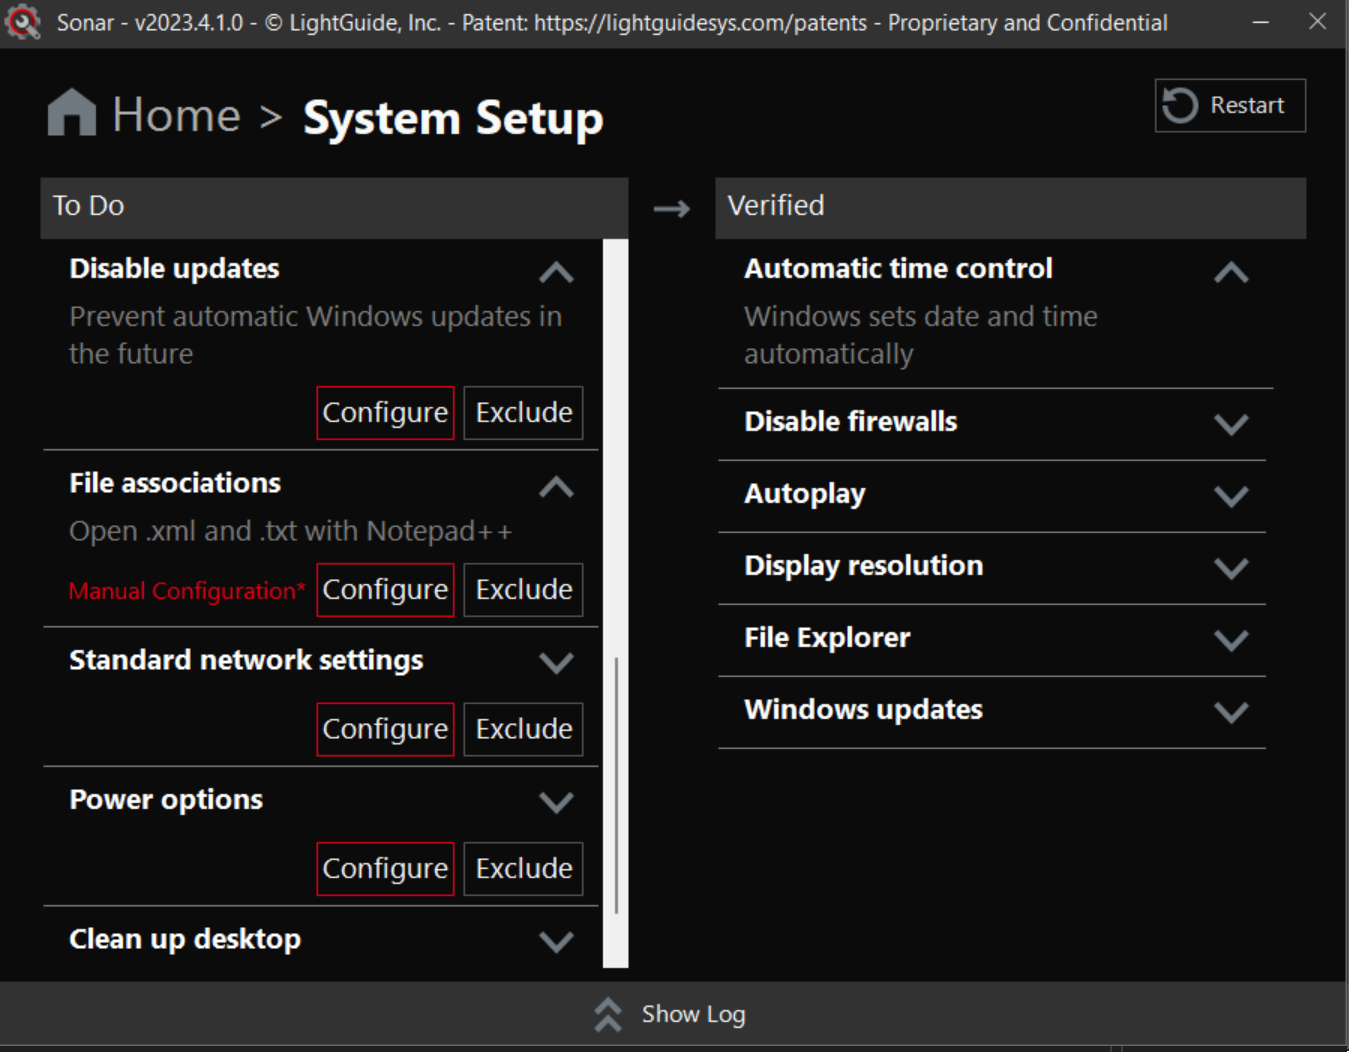 Sonar - v2023.4.1.0 - © LightGuide, Inc. - Patent: https://lightguidesys.com/patents - Proprietary and Confidential
Home > System Setup
Restart
To Do
Disable updates
Prevent automatic Windows updates in
the future
Configure Exclude
File associations
Open .xml and .txt with Notepad++
Manual Configuration* Configure Exclude
Standard network settings
Configure Exclude
Power options
Configure Exclude
Clean up desktop
→
Verified
Automatic time control
Windows sets date and time
automatically
Disable firewalls
Autoplay
Display resolution
File Explorer
Windows updates
Show Log